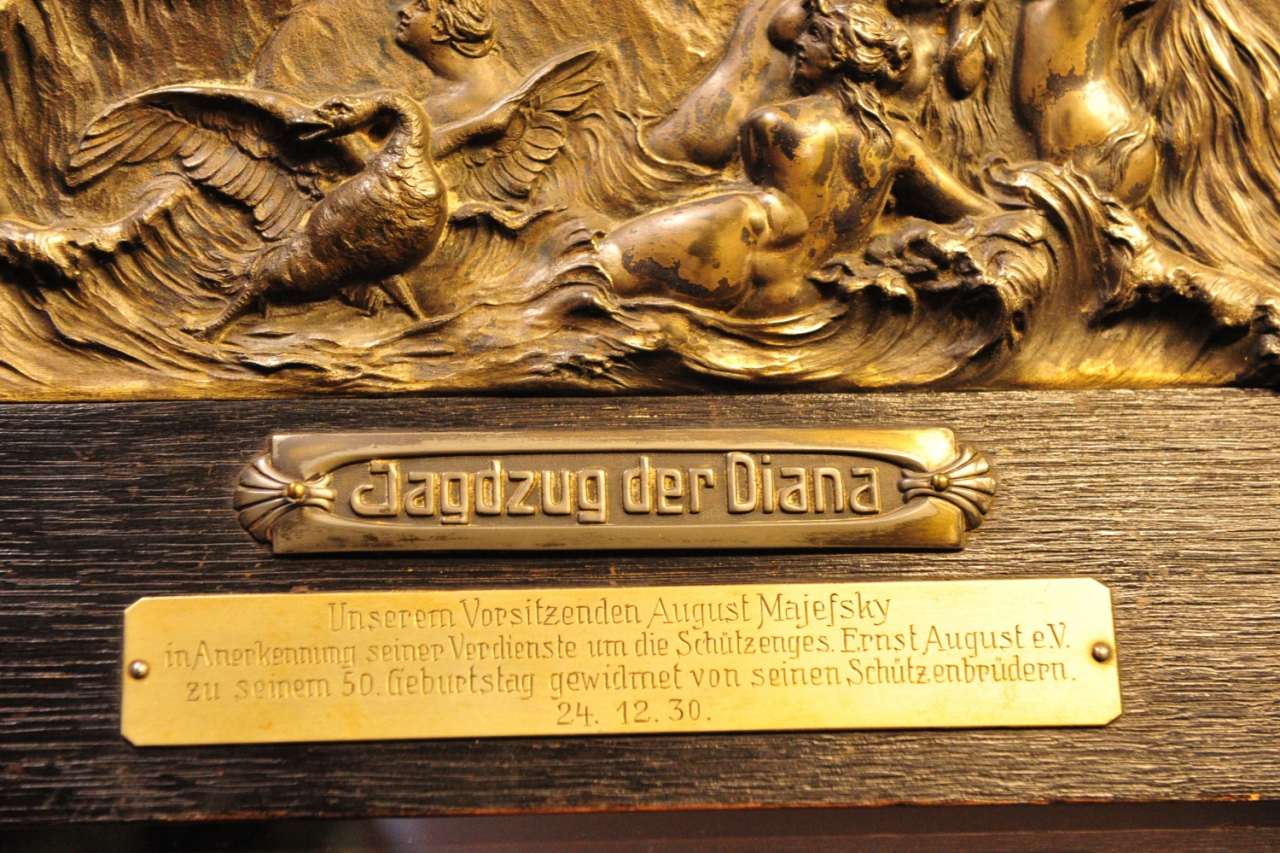 Jagdzug der Diana
Unserem Vorsitzenden August Majefsky
in Anerkennung seiner Verdienste um die Schützenges. Ernst August e.V.
zu seinem 50. Geburtstag gewidmet von seinen Schützenbrüdern.
24. 12. 30.